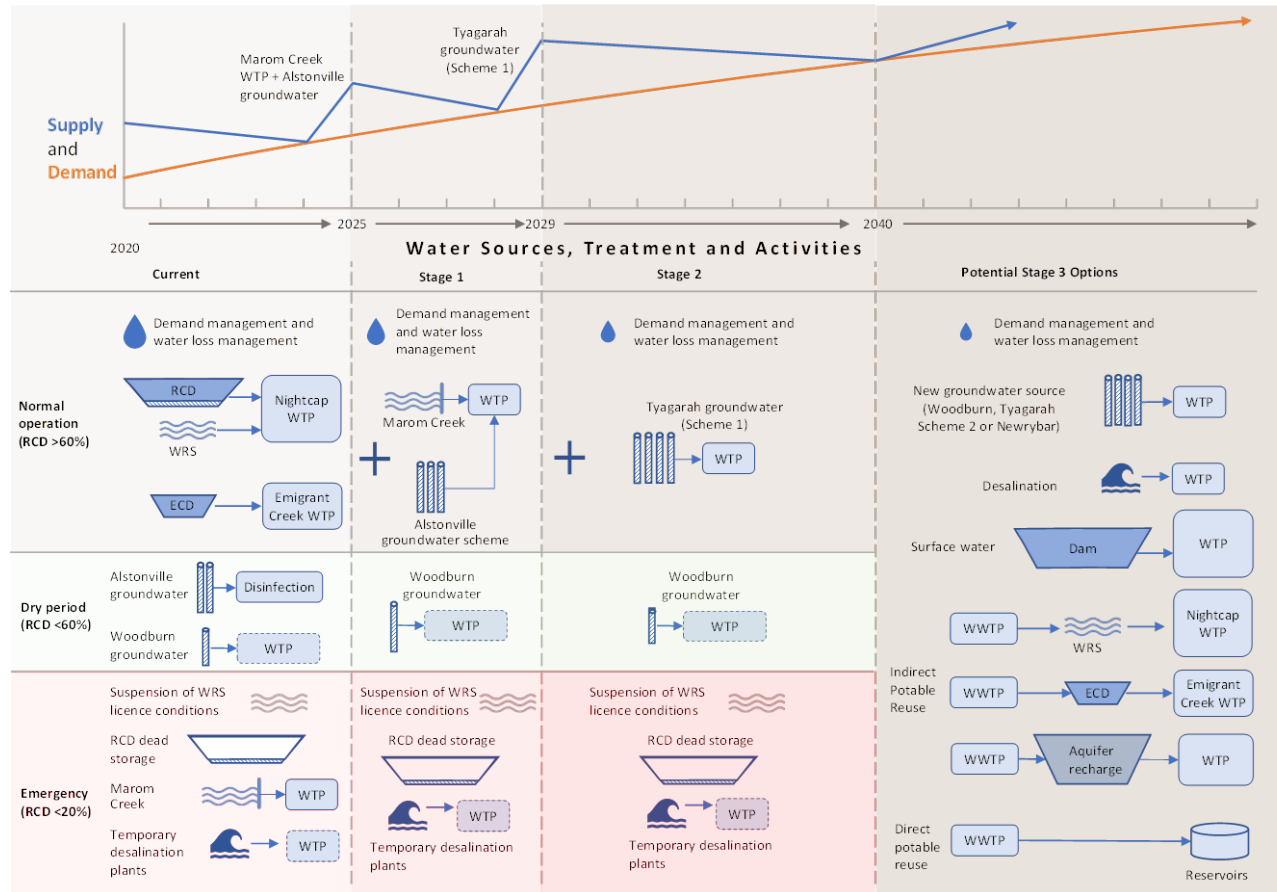 Marom Creek
WTP + Alstonville
groundwater
Tyagarah
groundwater
(Scheme 1)
Supply
and
Demand
2020
2025
2029
2040
Water Sources, Treatment and Activities
Current
Stage 1
Stage 2
Potential Stage 3 Options
Normal
operation
(RCD >60%)
Demand management and
water loss management
RCD
Nightcap
WTP
WRS
ECD
Emigrant
Creek WTP
Demand management
and water loss
management
WTP
Marom Creek
Alstonville
groundwater scheme
Demand management and
water loss management
Tyagarah groundwater
(Scheme 1)
WTP
Dry period
(RCD <60%)
Alstonville
groundwater
Disinfection
Woodburn
groundwater
WTP
Woodburn
groundwater
WTP
Woodburn
groundwater
WTP
Emergency
(RCD <20%)
Suspension of WRS
licence conditions
RCD dead
storage
Marom
Creek
WTP
Temporary
desalination
plants
WTP
Suspension of WRS
licence conditions
RCD dead storage
WTP
Temporary desalination
plants
Suspension of WRS
licence conditions
RCD dead storage
WTP
Temporary desalination
plants
Demand management and
water loss management
New groundwater source
(Woodburn, Tyagarah
Scheme 2 or Newrybar)
WTP
Desalination
WTP
Surface water
Dam
WTP
Indirect
Potable
Reuse
WWTP
WRS
Nightcap
WTP
WWTP
ECD
Emigrant
Creek WTP
WWTP
Aquifer
recharge
WTP
Direct
potable
reuse
WWTP
Reservoirs